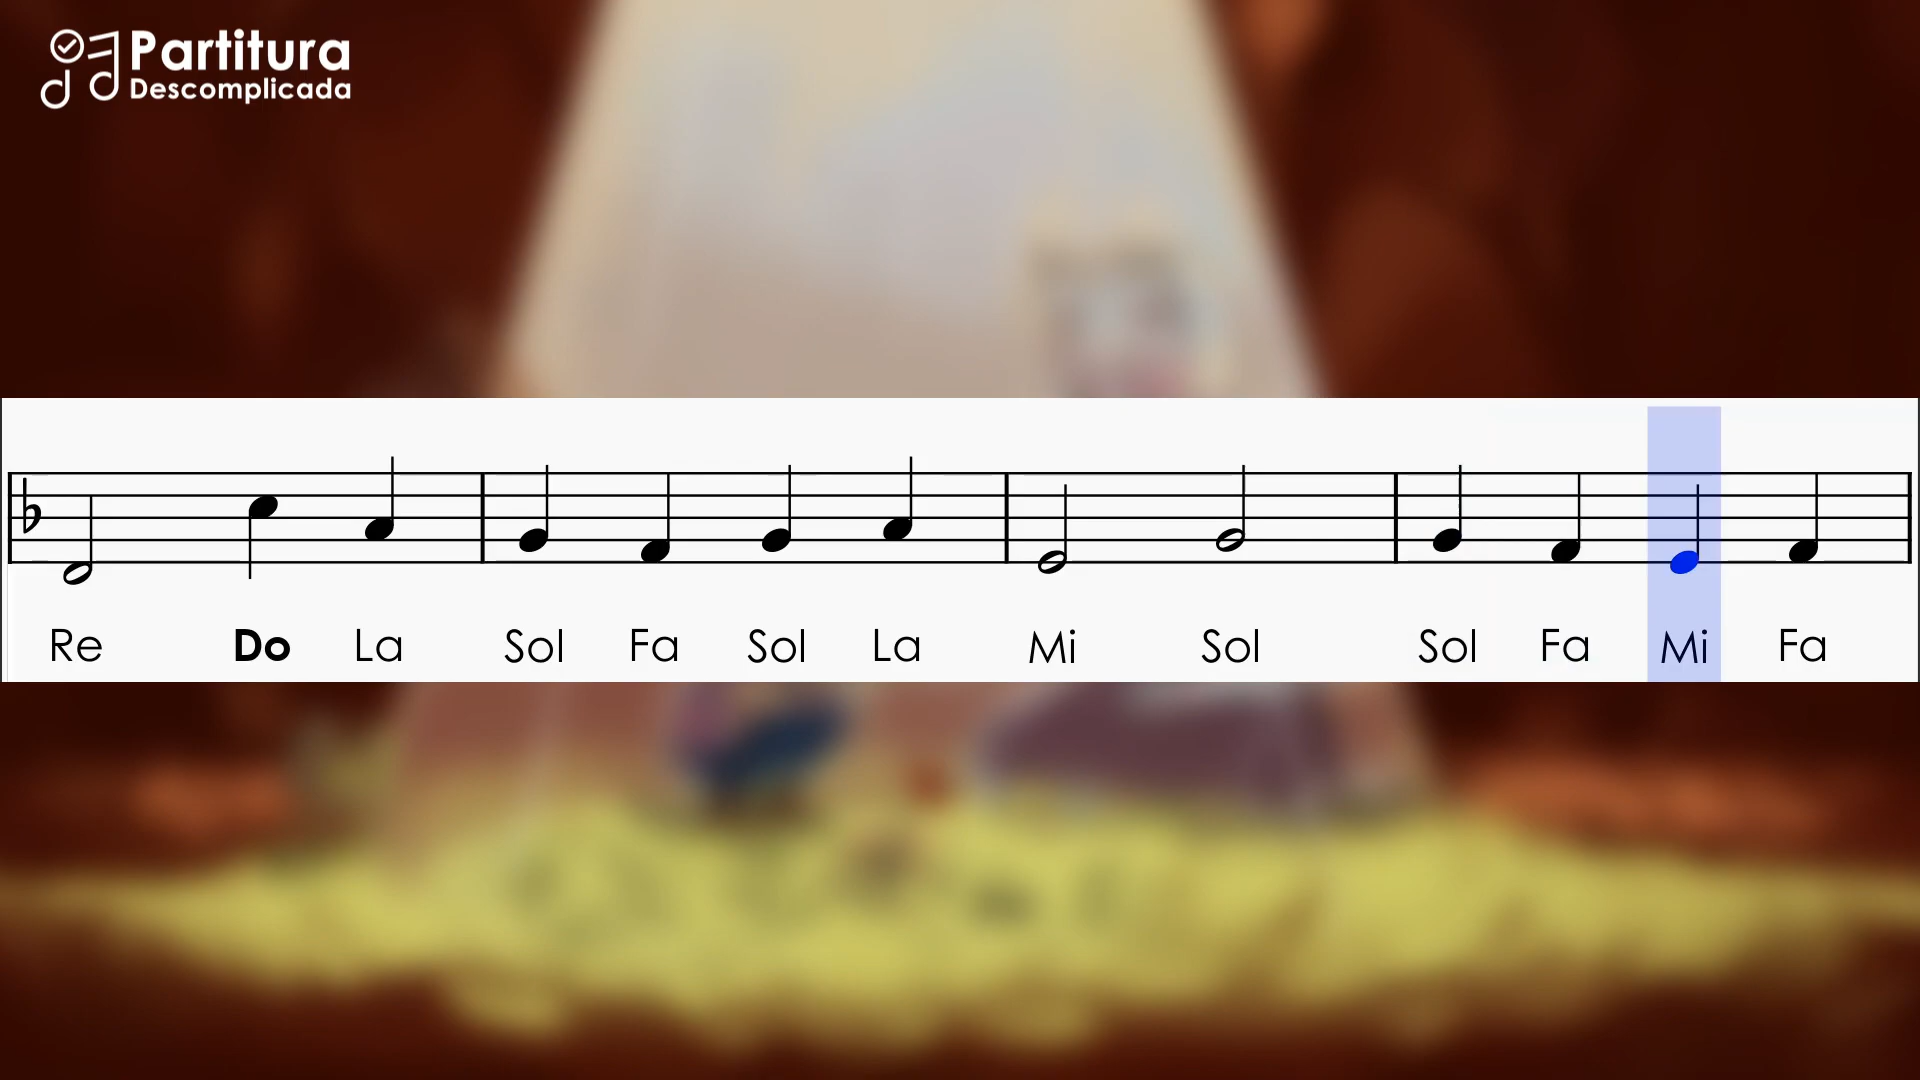 Partitura
Descomplicada
Re Do La Sol Fa Sol La Mi Sol Sol Fa Mi Fa